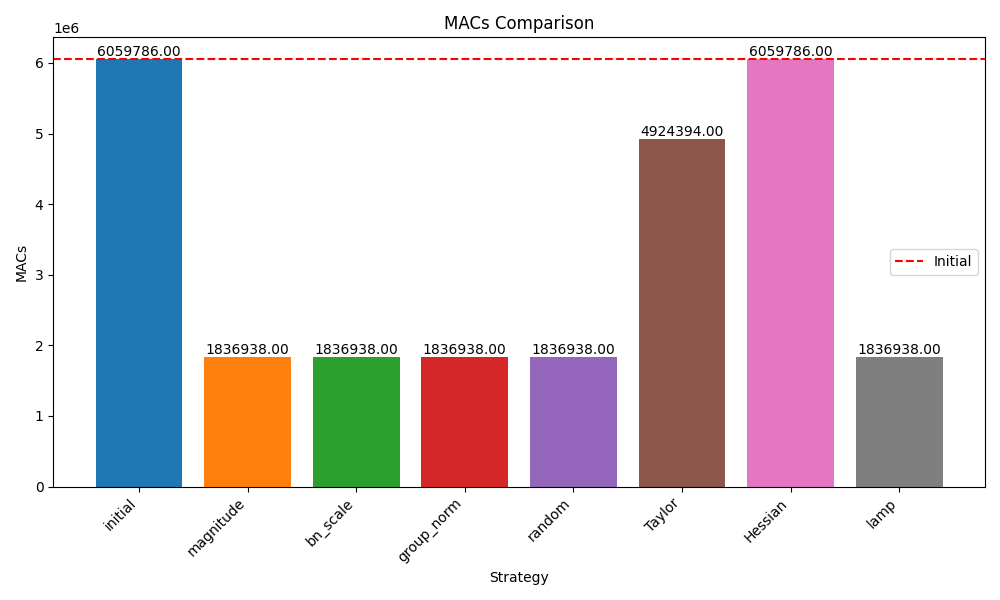 MACs Comparison
1e6
6059786.00
1836938.00
1836938.00
1836938.00
1836938.00
4924394.00
6059786.00
1836938.00
6
5
4
3
2
1
0
MACs
Initial
initial
magnitude
bn_scale
group_norm
random
Taylor
Hessian
lamp
Strategy